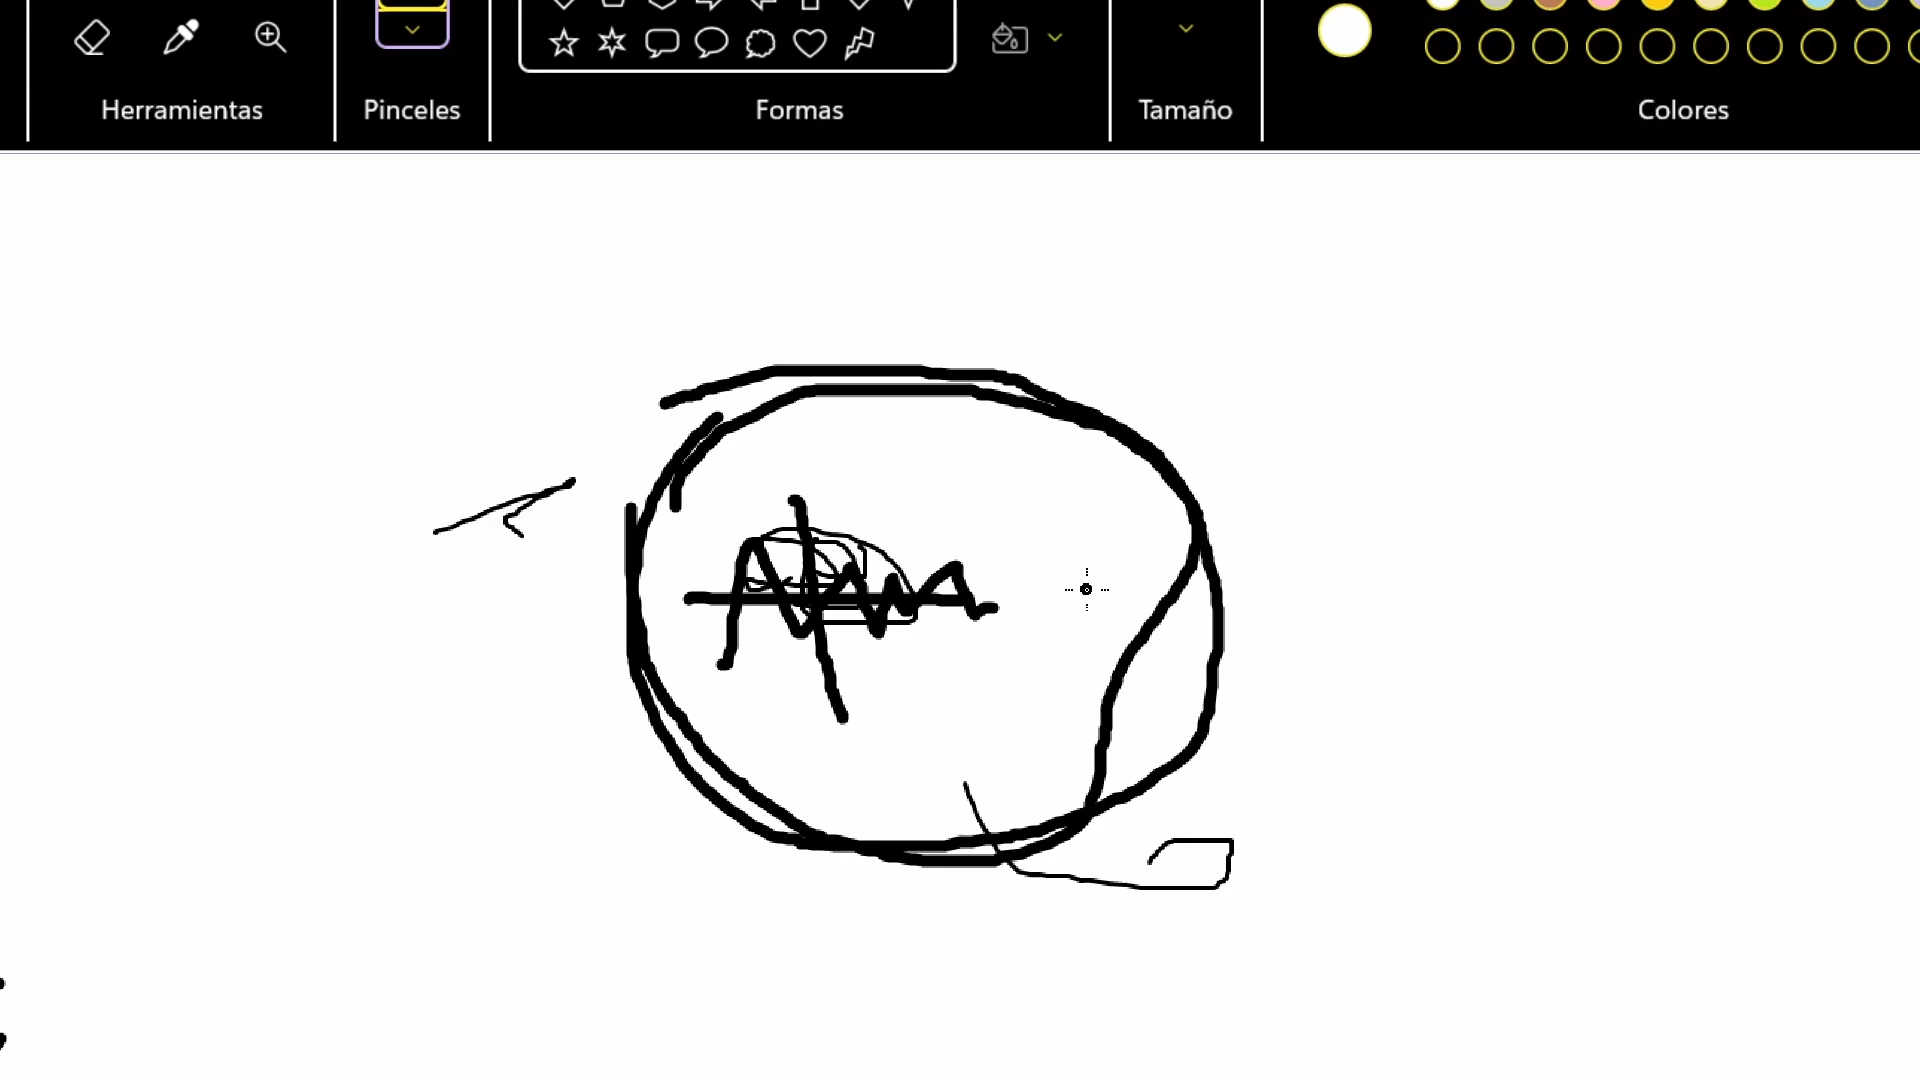 Herramientas
Pinceles
Formas
Tamaño
Colores